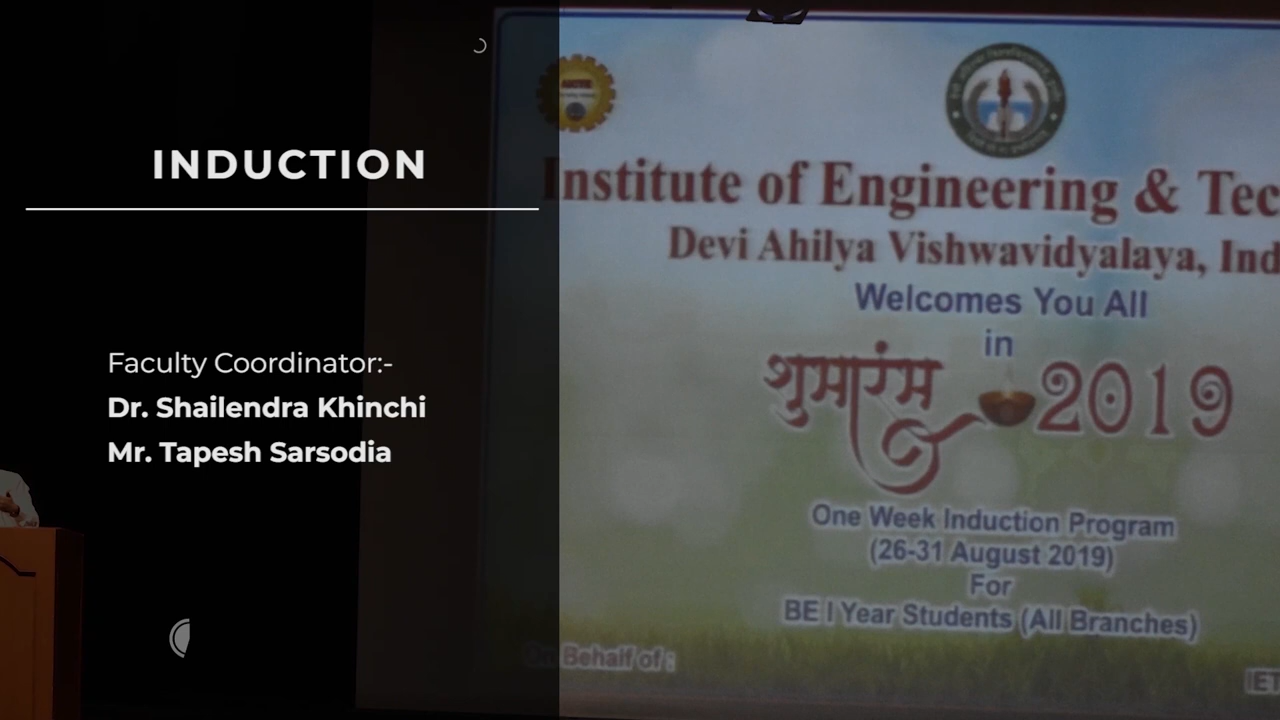 INDUCTION
Faculty Coordinator:-
Dr. Shailendra Khinchi
Mr. Tapesh Sarsodia
Institute of Engineering & Tec
Devi Ahilya Vishwavidyalaya, Ind
Welcomes You All
in
शुभारंभ 2019
One Week Induction Program
(26-31 August 2019)
For
BE I Year Students (All Branches)
On Behalf of :
IET